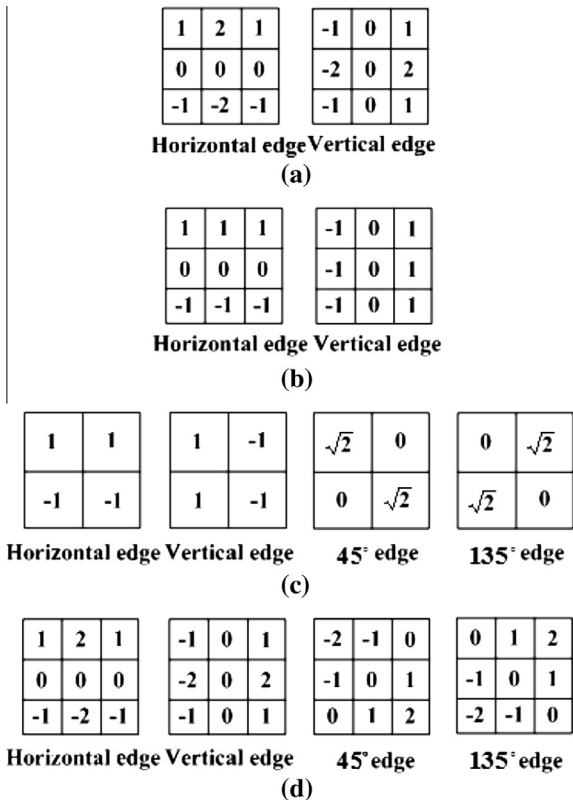 1 2 1 -1 0 1
0 0 0 -2 0 2
-1 -2 -1 -1 0 1
Horizontal edge Vertical edge
(a)
1 1 1 -1 0 1
0 0 0 -1 0 1
-1 -1 -1 -1 0 1
Horizontal edge Vertical edge
(b)
1 1 1 -1 √2 0 0 √2
-1 -1 1 -1 0 √2 √2 0
Horizontal edge Vertical edge 45° edge 135° edge
(c)
1 2 1 -1 0 1 -2 -1 0 0 1 2
0 0 0 -2 0 2 -1 0 1 -1 0 1
-1 -2 -1 -1 0 1 0 1 2 -2 -1 0
Horizontal edge Vertical edge 45° edge 135° edge
(d)